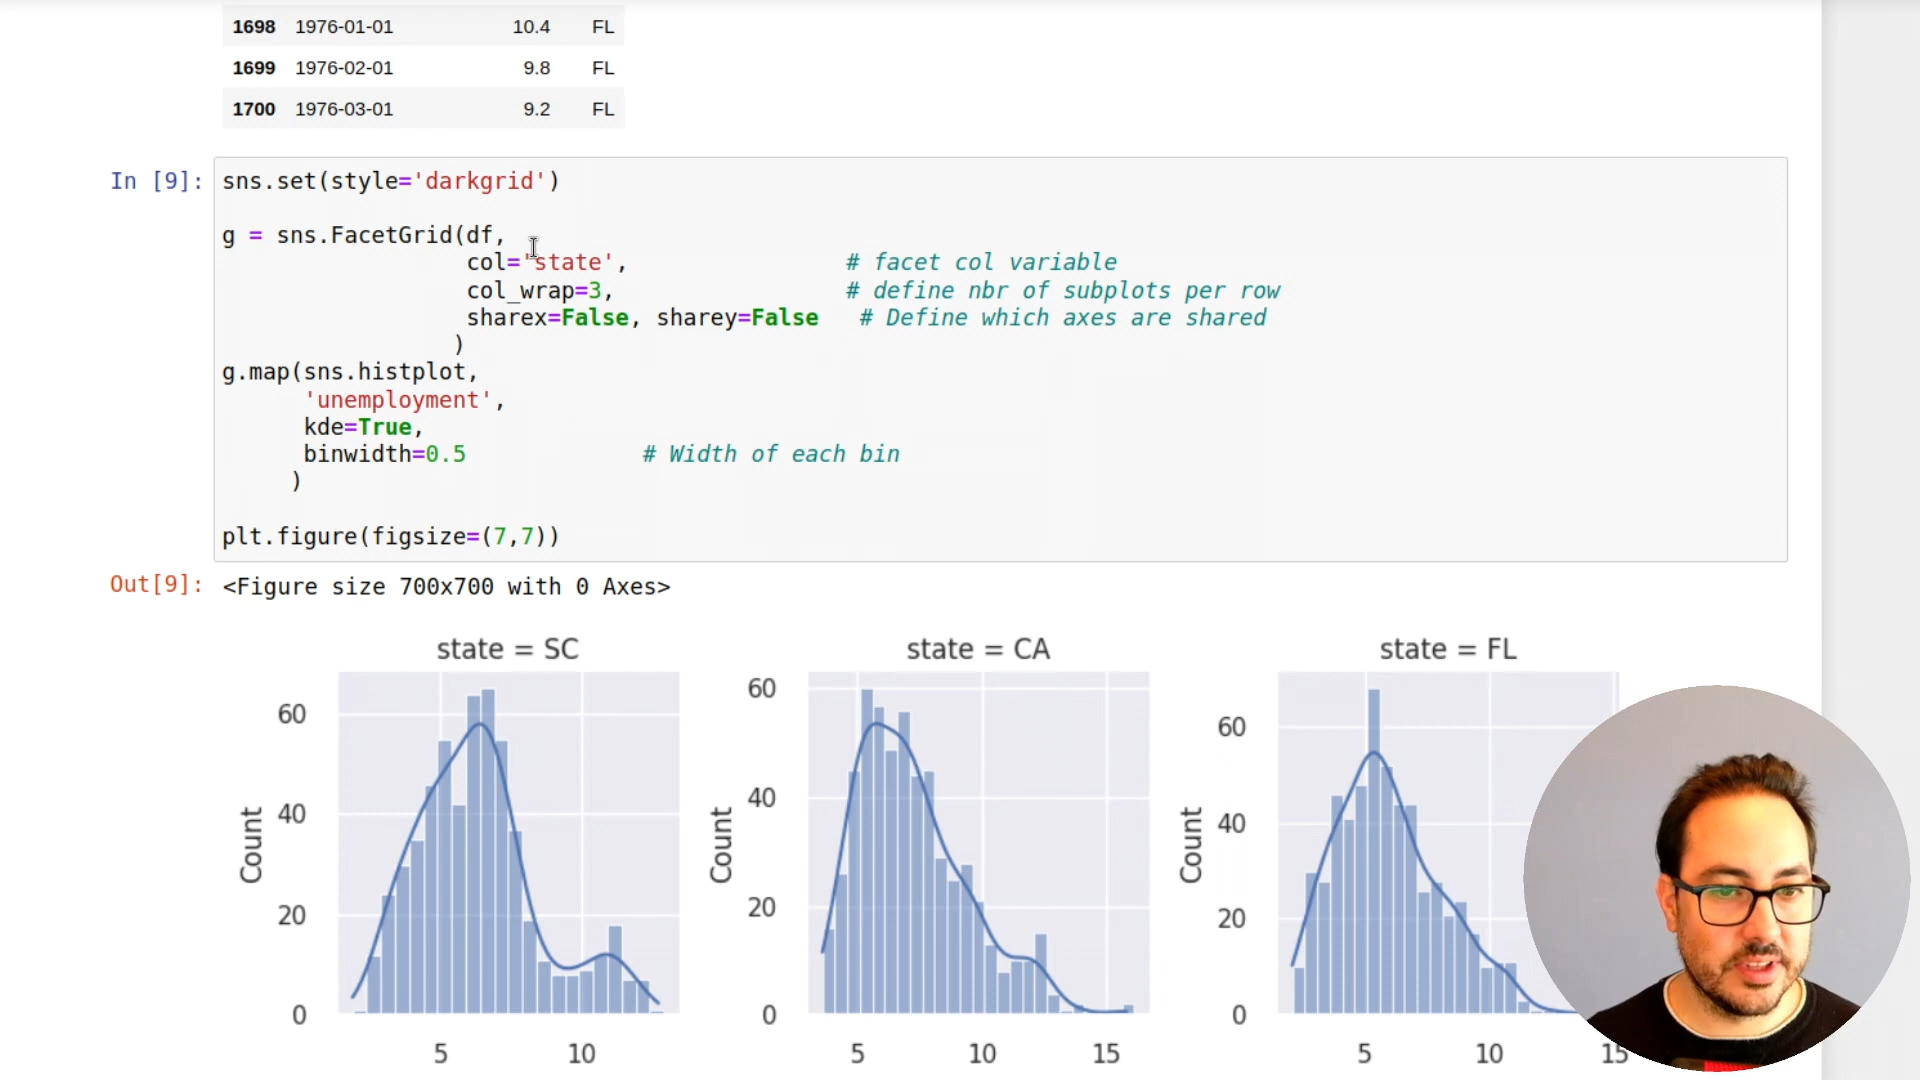 1698 1976-01-01 10.4 FL
1699 1976-02-01 9.8 FL
1700 1976-03-01 9.2 FL
In [9]:
sns.set(style='darkgrid')
g = sns.FacetGrid(df,
col='state', # facet col variable
col_wrap=3, # define nbr of subplots per row
sharex=False, sharey=False # Define which axes are shared
)
g.map(sns.histplot,
'unemployment',
kde=True,
binwidth=0.5 # Width of each bin
)
plt.figure(figsize=(7,7))
Out[9]: <Figure size 700x700 with 0 Axes>
state = SC
60
40
20
0
Count
5 10
state = CA
60
40
20
0
Count
5 10 15
state = FL
60
40
20
0
Count
5 10 15